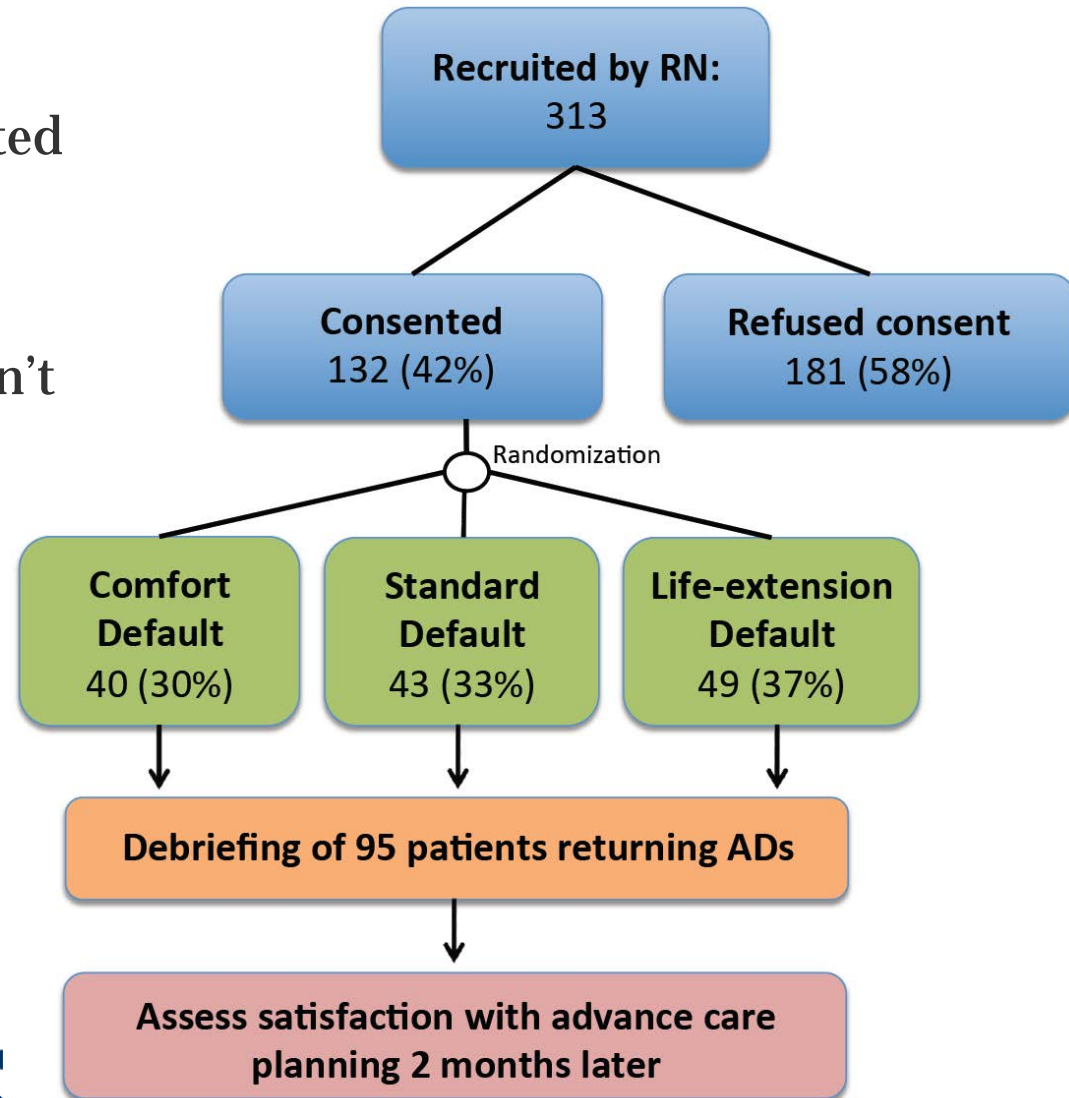 Recruited by RN:
313
Consented
132 (42%)
Refused consent
181 (58%)
Randomization
Comfort
Default
40 (30%)
Standard
Default
43 (33%)
Life-extension
Default
49 (37%)
Debriefing of 95 patients returning ADs
Assess satisfaction with advance care
planning 2 months later